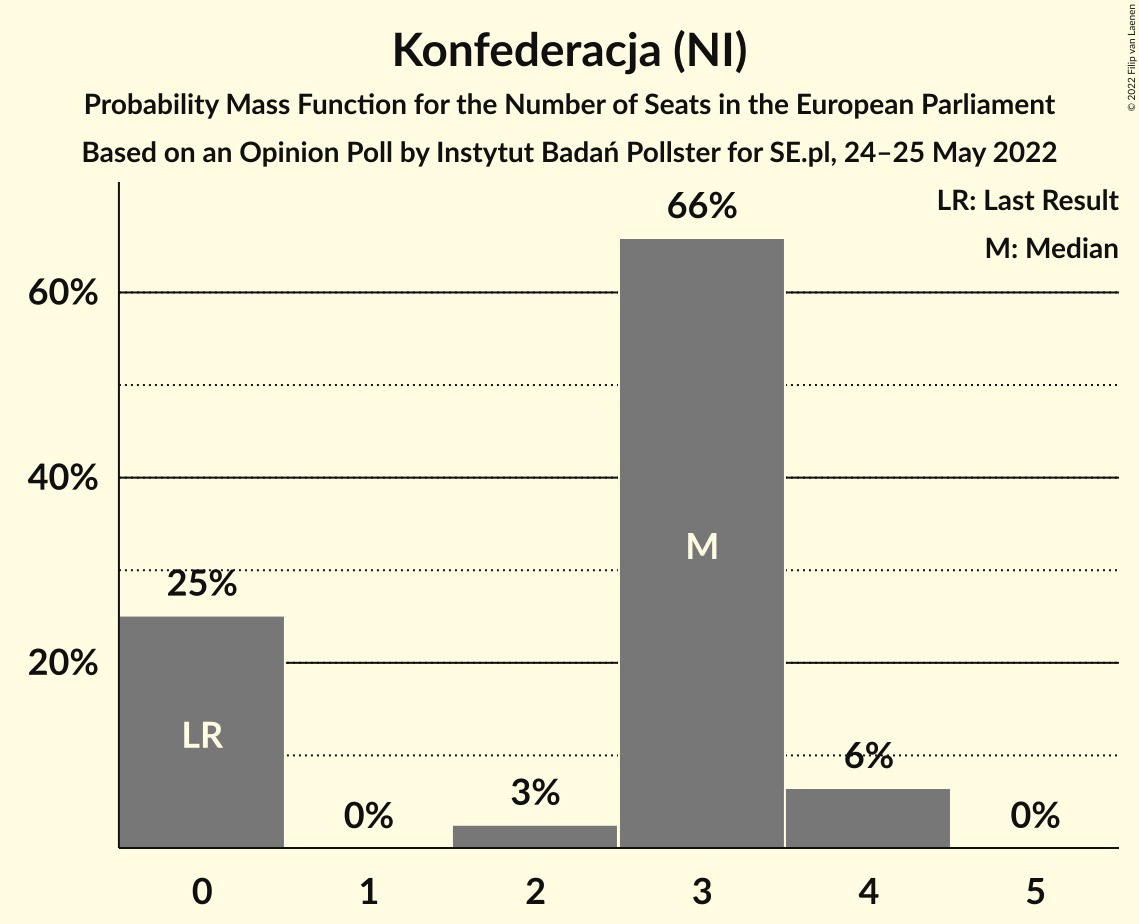 Konfederacja (NI)
Probability Mass Function for the Number of Seats in the European Parliament
Based on an Opinion Poll by Instytut Badań Pollster for SE.pl, 24–25 May 2022
© 2022 Filip van Laenen
LR: Last Result
M: Median
66%
60%
40%
20%
25%
0%
3%
6%
0%
LR
M
0 1 2 3 4 5